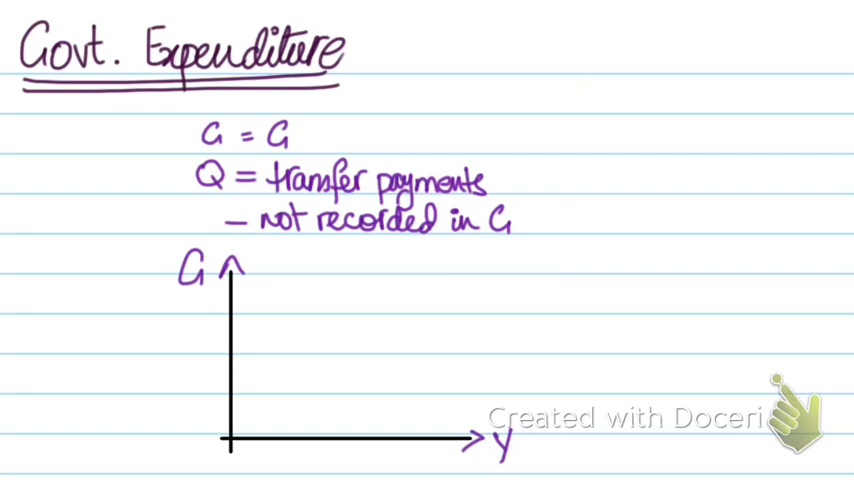 Govt. Expenditure
G = G
Q = transfer payments
- not recorded in G
G
Created with Doceri
Y